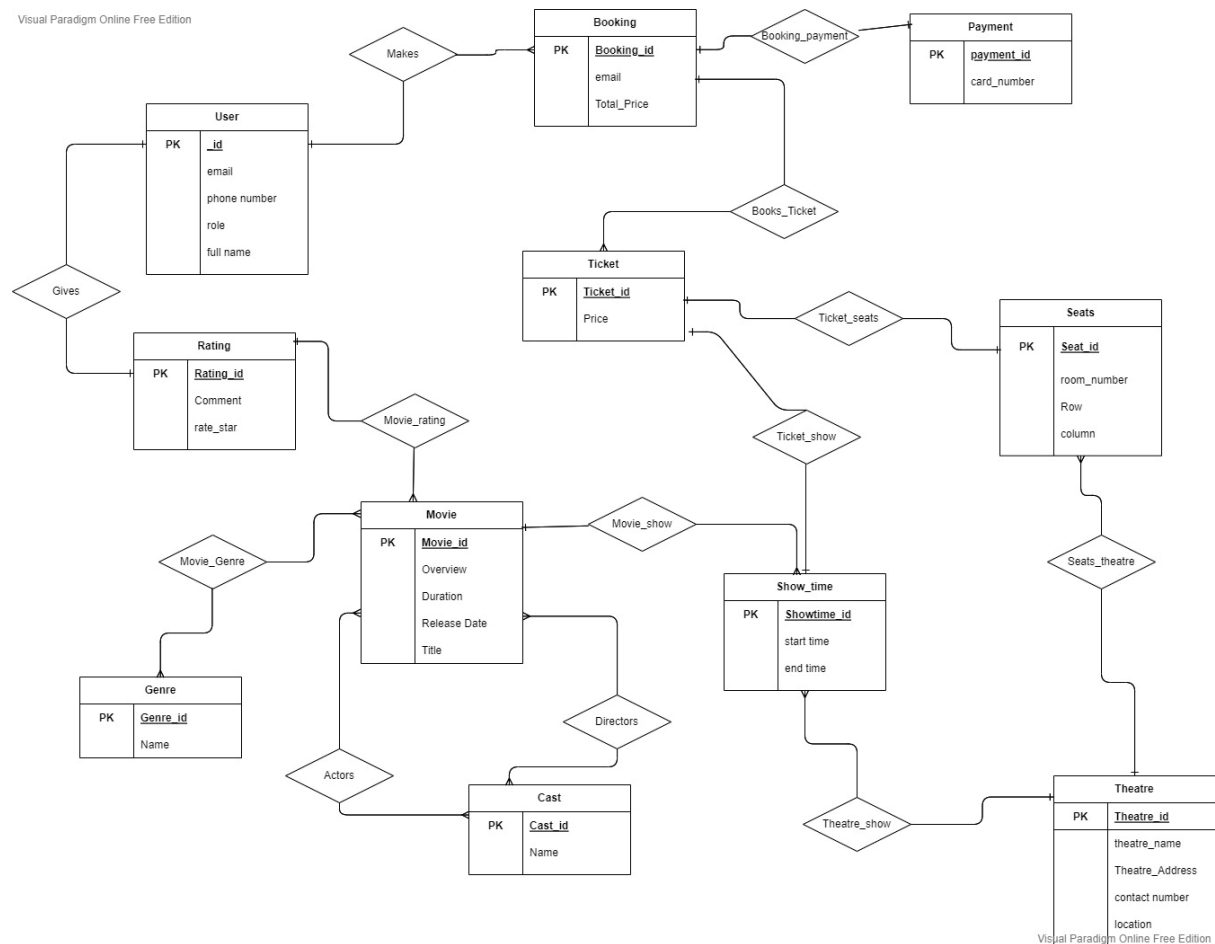 Visual Paradigm Online Free Edition
Booking
PK Booking_id
email
Total_Price
Booking_payment
Payment
PK payment_id
card_number
Makes
User
PK _id
email
phone number
role
full name
Books_Ticket
Gives
Ticket
PK Ticket_id
Price
Ticket_seats
Seats
PK Seat_id
room_number
Row
column
Rating
PK Rating_id
Comment
rate_star
Movie_rating
Ticket_show
Movie
PK Movie_id
Overview
Duration
Release Date
Title
Movie_show
Movie_Genre
Seats_theatre
Show_time
PK Showtime_id
start time
end time
Genre
PK Genre_id
Name
Directors
Actors
Cast
PK Cast_id
Name
Theatre_show
Theatre
PK Theatre_id
theatre_name
Theatre_Address
contact number
location
Visual Paradigm Online Free Edition